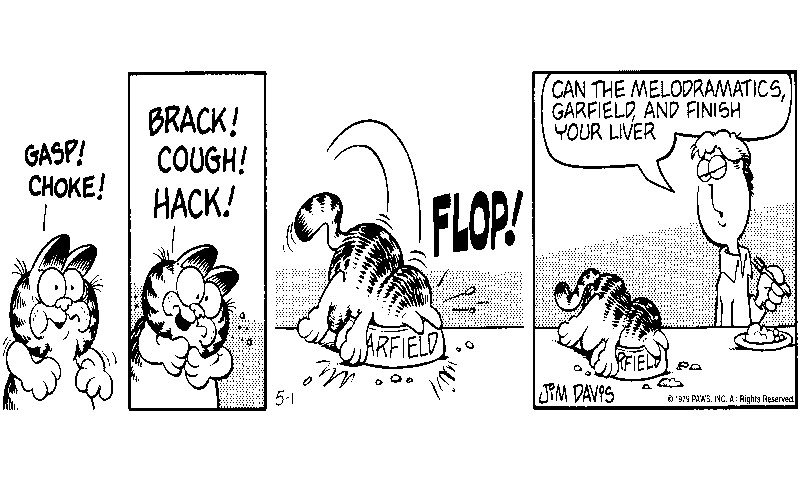 GASP!
CHOKE!
BRACK!
COUGH!
HACK!
FLOP!
ARFIELD
5-1
CAN THE MELODRAMATICS,
GARFIELD, AND FINISH
YOUR LIVER
RFIELD
JIM DAVIS
© 1979 PAWS, INC. All Rights Reserved.